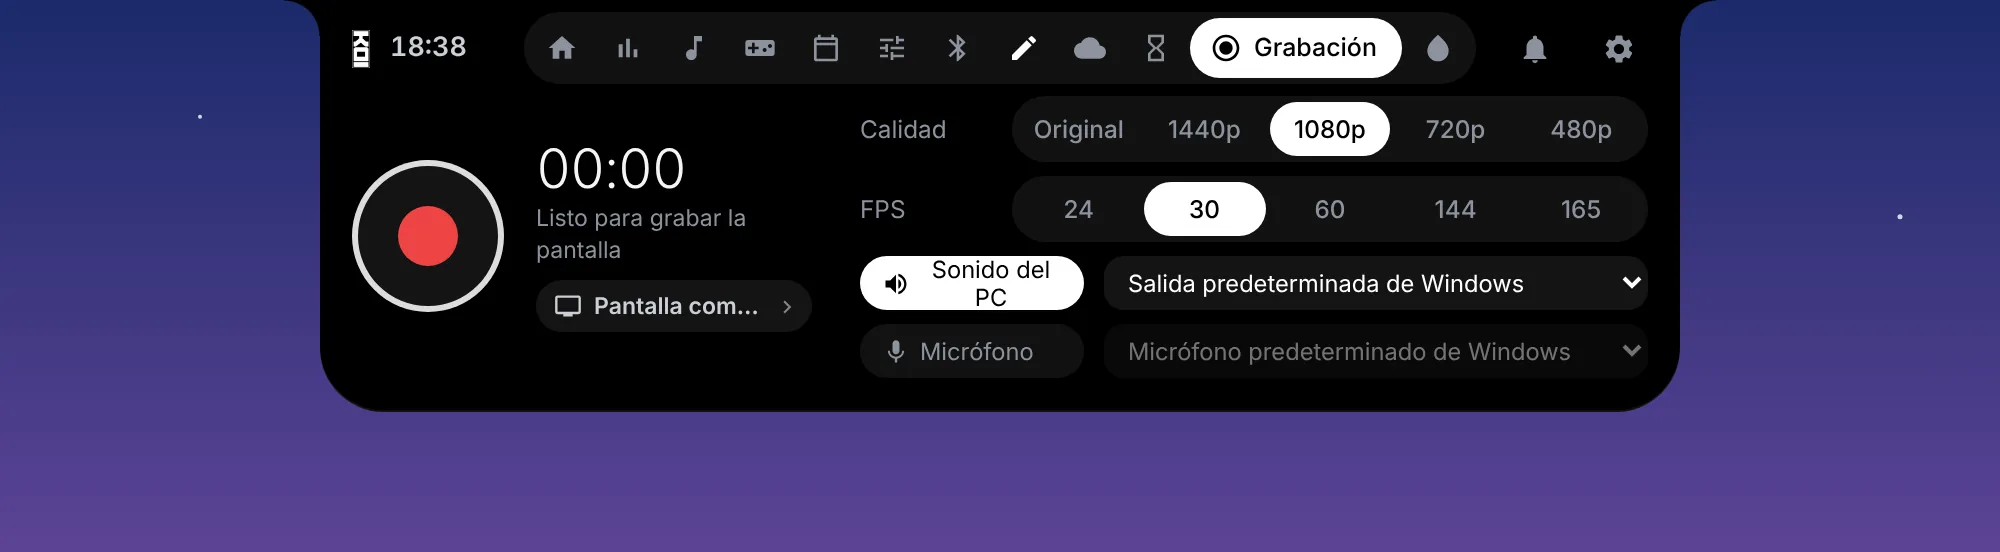 KOI
18:38
Grabación
00:00
Listo para grabar la
pantalla
Pantalla com...
Calidad
Original 1440p 1080p 720p 480p
FPS
24 30 60 144 165
Sonido del
PC
Salida predeterminada de Windows
Micrófono
Micrófono predeterminado de Windows